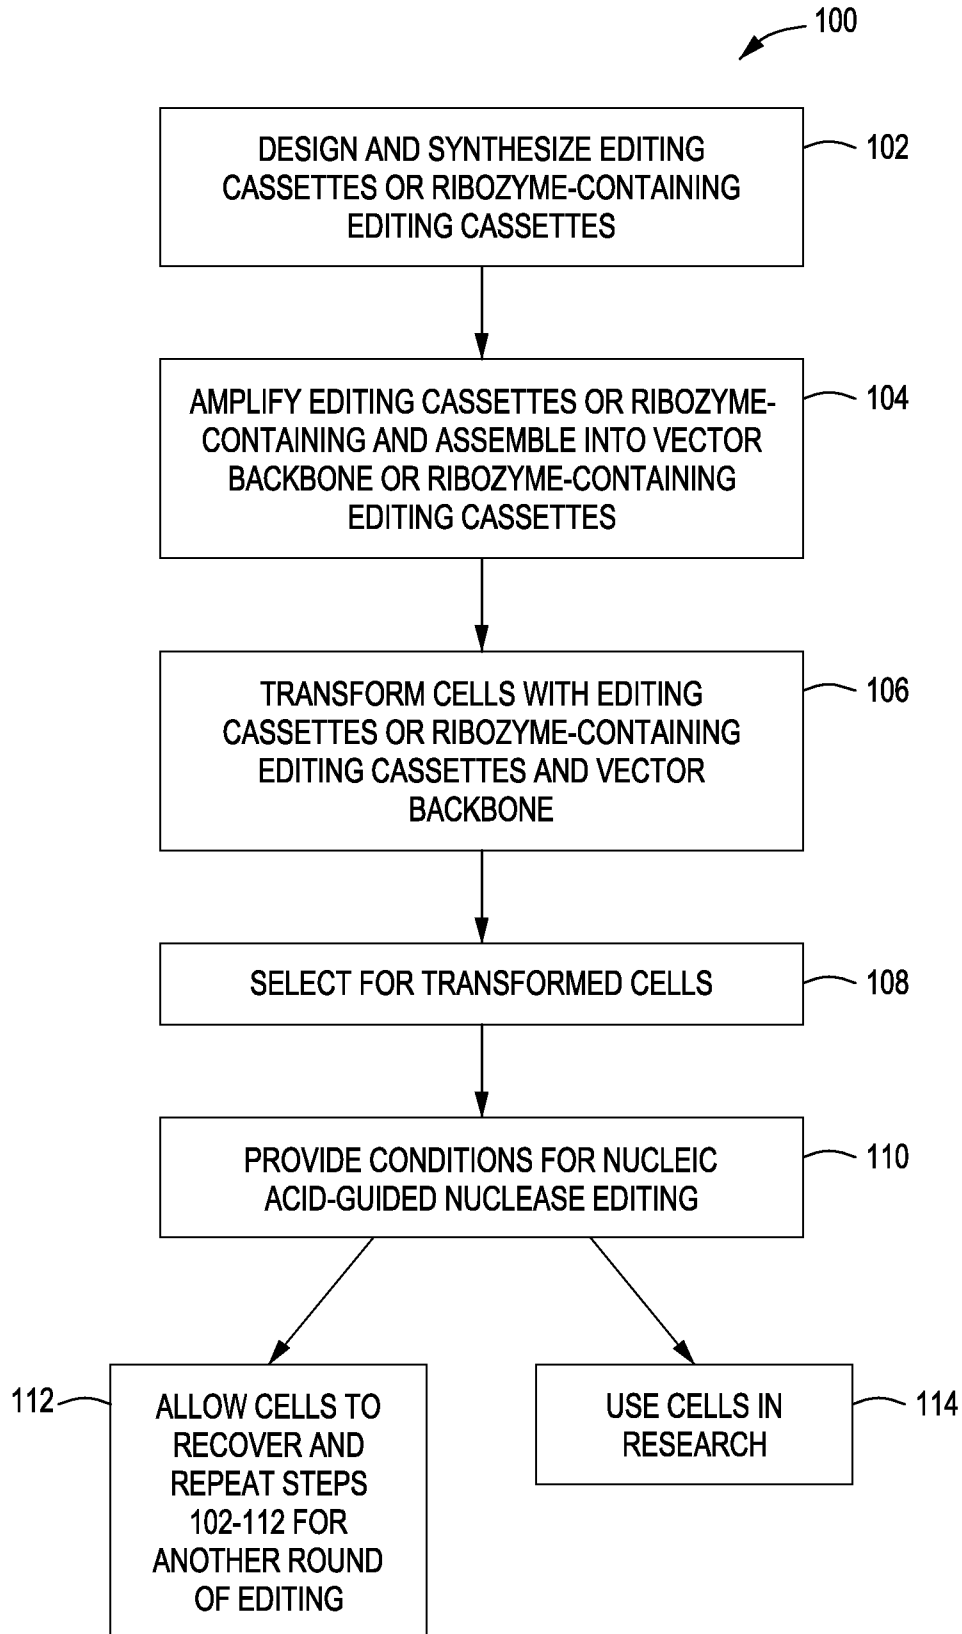 100
DESIGN AND SYNTHESIZE EDITING
CASSETTES OR RIBOZYME-CONTAINING
EDITING CASSETTES
102
AMPLIFY EDITING CASSETTES OR RIBOZYME-
CONTAINING AND ASSEMBLE INTO VECTOR
BACKBONE OR RIBOZYME-CONTAINING
EDITING CASSETTES
104
TRANSFORM CELLS WITH EDITING
CASSETTES OR RIBOZYME-CONTAINING
EDITING CASSETTES AND VECTOR
BACKBONE
106
SELECT FOR TRANSFORMED CELLS
108
PROVIDE CONDITIONS FOR NUCLEIC
ACID-GUIDED NUCLEASE EDITING
110
112
ALLOW CELLS TO
RECOVER AND
REPEAT STEPS
102-112 FOR
ANOTHER ROUND
OF EDITING
USE CELLS IN
RESEARCH
114